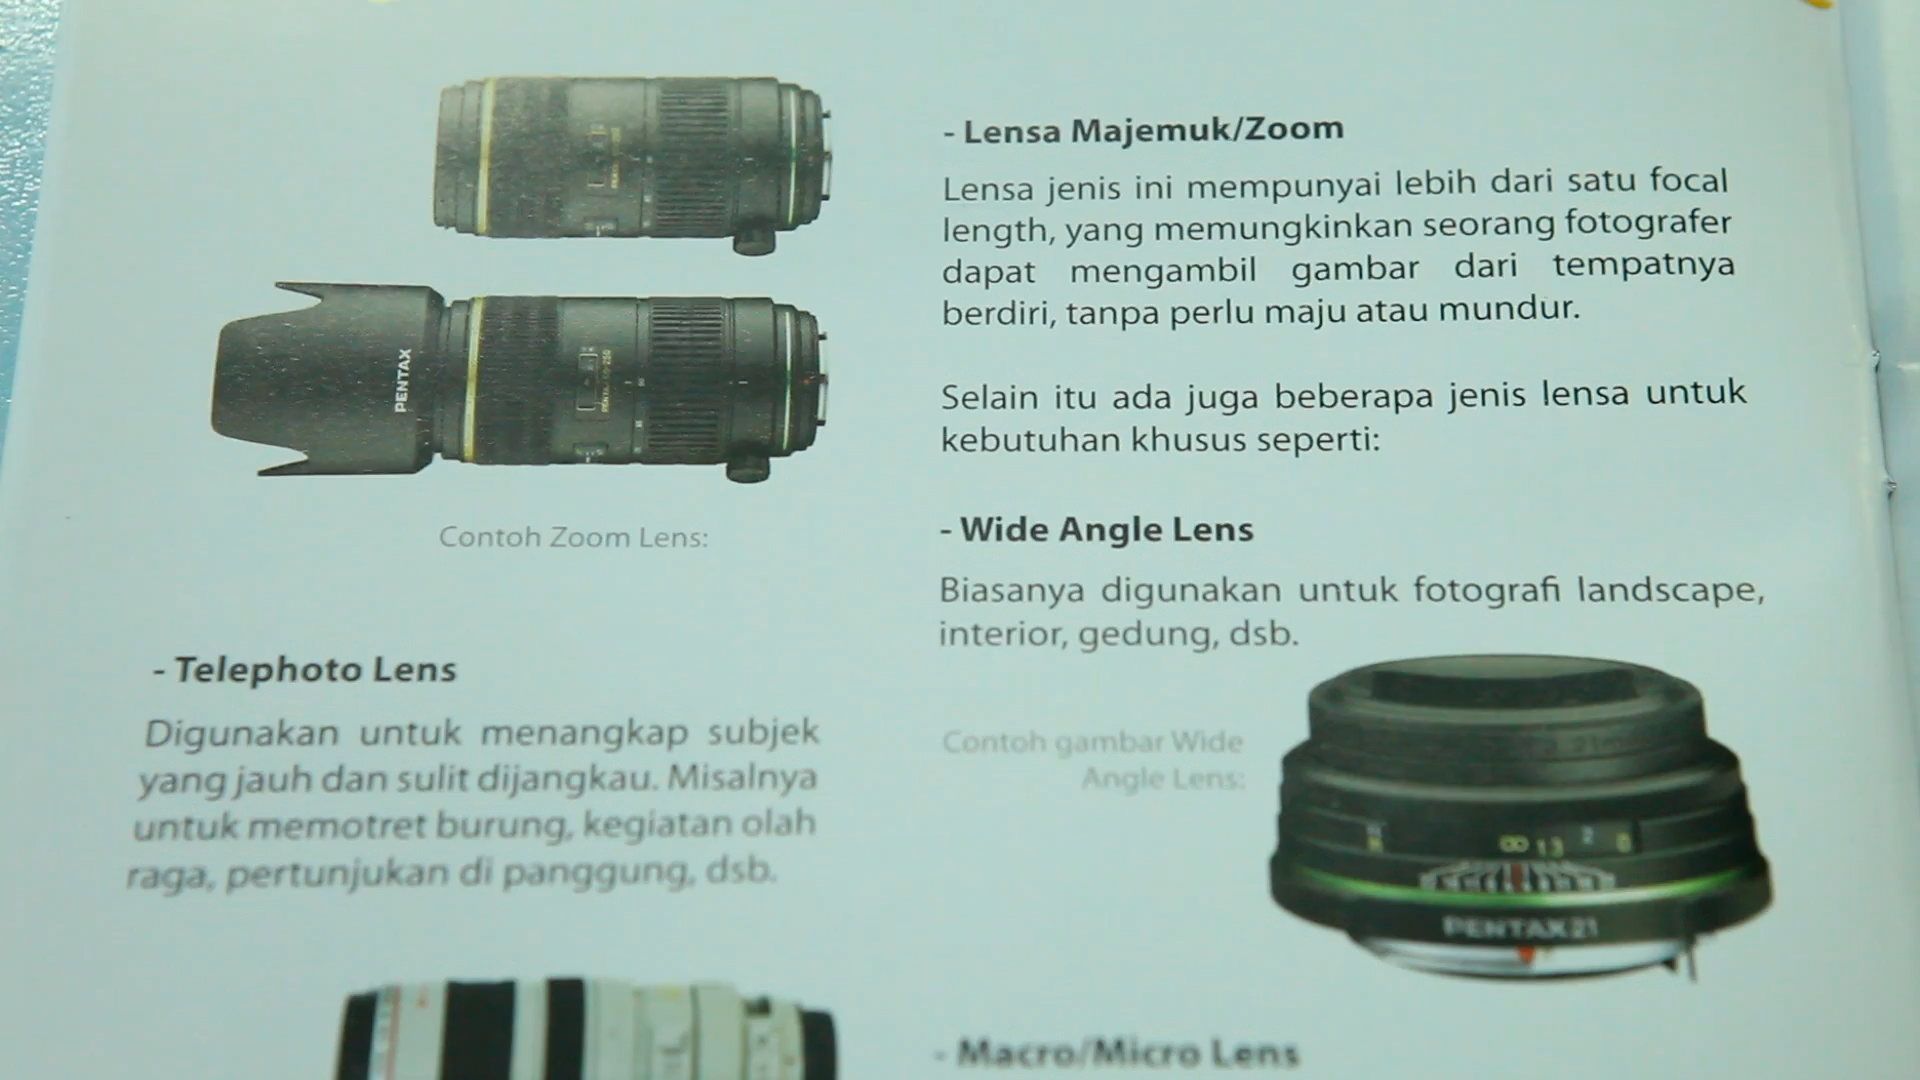 - Lensa Majemuk/Zoom
Lensa jenis ini mempunyai lebih dari satu focal
length, yang memungkinkan seorang fotografer
dapat mengambil gambar dari tempatnya
berdiri, tanpa perlu maju atau mundur.
Selain itu ada juga beberapa jenis lensa untuk
kebutuhan khusus seperti:
PENTAX
Contoh Zoom Lens:
- Wide Angle Lens
Biasanya digunakan untuk fotografi landscape,
interior, gedung, dsb.
Contoh gambar Wide
Angle Lens:
∞ 1.3 2
PENTAX 21
- Telephoto Lens
Digunakan untuk menangkap subjek
yang jauh dan sulit dijangkau. Misalnya
untuk memotret burung, kegiatan olah
raga, pertunjukan di panggung, dsb.
- Macro/Micro Lens